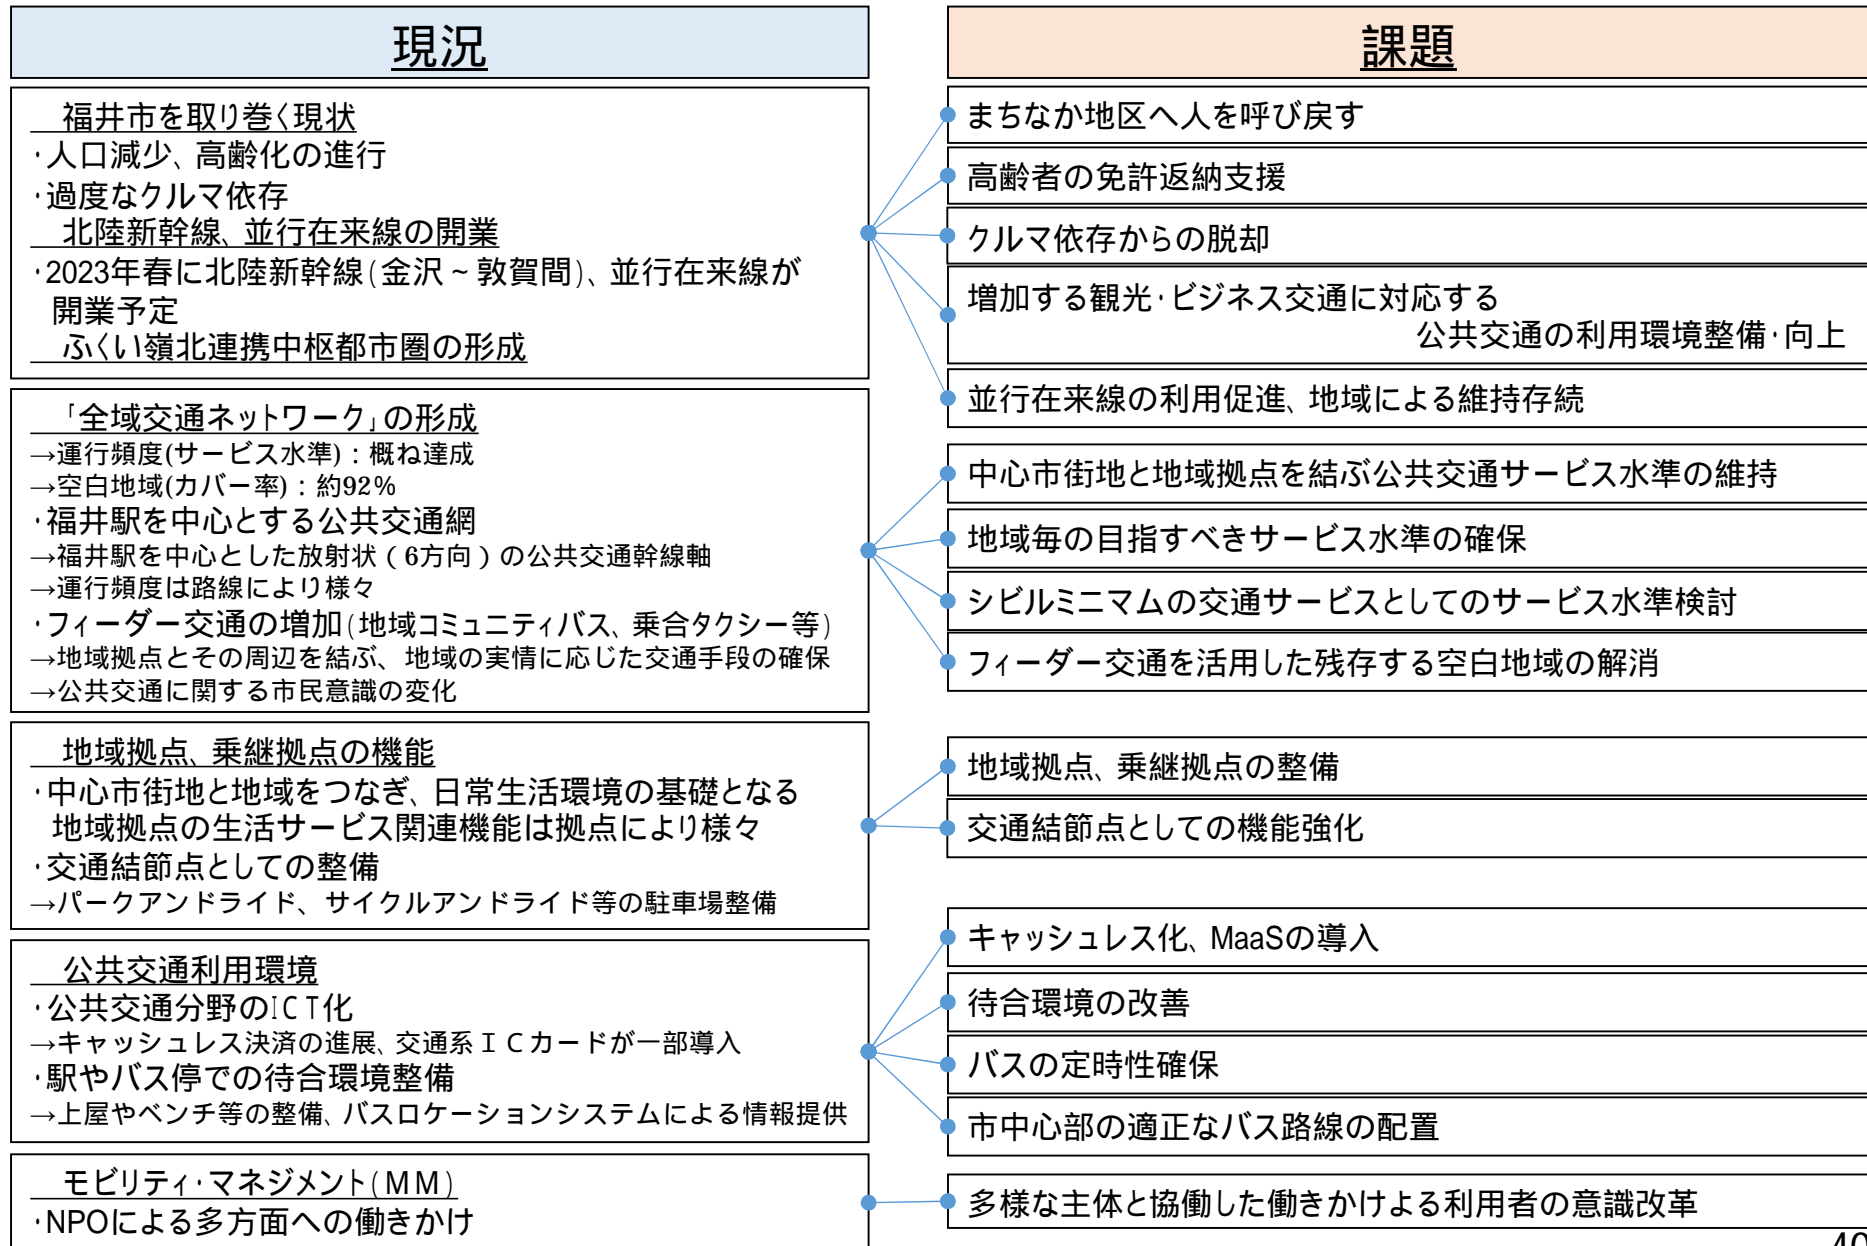 現況
福井市を取り巻く現状
・人口減少、高齢化の進行
・過度なクルマ依存
北陸新幹線、並行在来線の開業
・2023年春に北陸新幹線(金沢~敦賀間)、並行在来線が
開業予定
ふくい嶺北連携中枢都市圏の形成
「全域交通ネットワーク」の形成
→運行頻度(サービス水準):概ね達成
→空白地域(カバー率):約92%
・福井駅を中心とする公共交通網
→福井駅を中心とした放射状(6方向)の公共交通幹線軸
→運行頻度は路線により様々
・フィーダー交通の増加(地域コミュニティバス、乗合タクシー等)
→地域拠点とその周辺を結ぶ、地域の実情に応じた交通手段の確保
→公共交通に関する市民意識の変化
地域拠点、乗継拠点の機能
・中心市街地と地域をつなぎ、日常生活環境の基礎となる
地域拠点の生活サービス関連機能は拠点により様々
・交通結節点としての整備
→パークアンドライド、サイクルアンドライド等の駐車場整備
公共交通利用環境
・公共交通分野のICT化
→キャッシュレス決済の進展、交通系ICカードが一部導入
・駅やバス停での待合環境整備
→上屋やベンチ等の整備、バスロケーションシステムによる情報提供
モビリティ・マネジメント(MM)
・NPOによる多方面への働きかけ
課題
まちなか地区へ人を呼び戻す
高齢者の免許返納支援
クルマ依存からの脱却
増加する観光・ビジネス交通に対応する
公共交通の利用環境整備・向上
並行在来線の利用促進、地域による維持存続
中心市街地と地域拠点を結ぶ公共交通サービス水準の維持
地域毎の目指すべきサービス水準の確保
シビルミニマムの交通サービスとしてのサービス水準検討
フィーダー交通を活用した残存する空白地域の解消
地域拠点、乗継拠点の整備
交通結節点としての機能強化
キャッシュレス化、MaaSの導入
待合環境の改善
バスの定時性確保
市中心部の適正なバス路線の配置
多様な主体と協働した働きかけよる利用者の意識改革